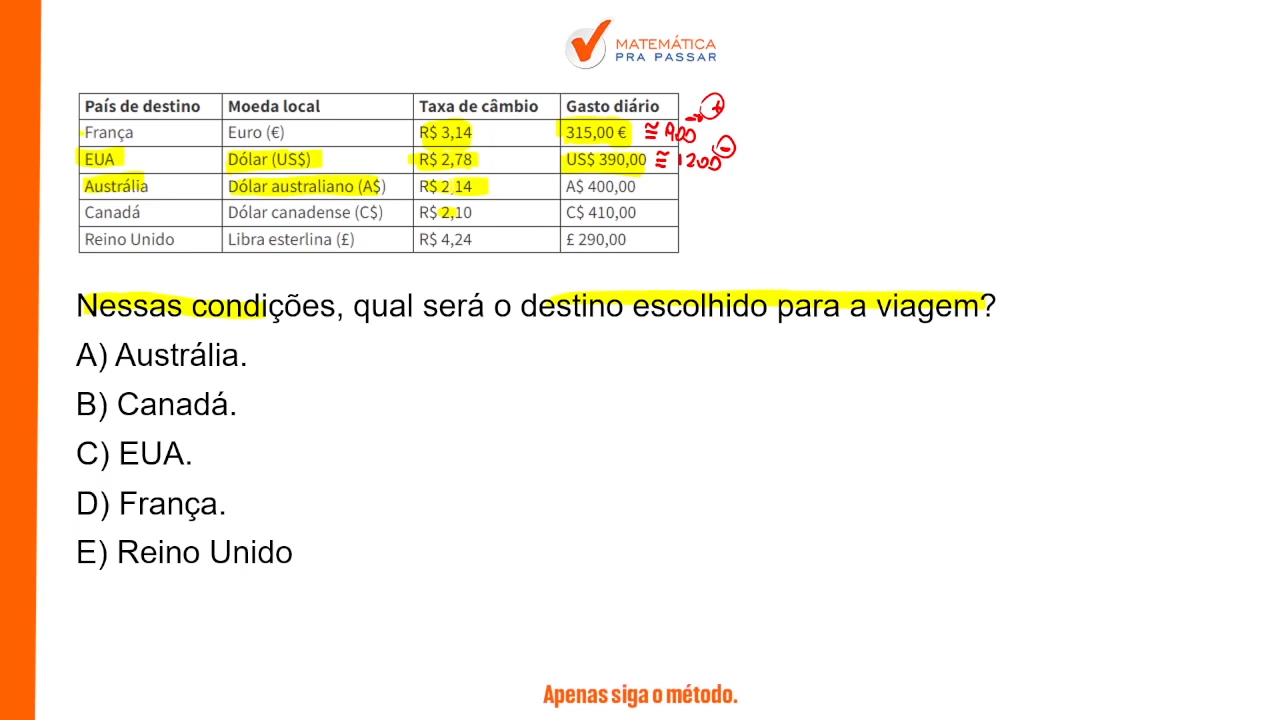 MATEMÁTICA
PRA PASSAR
País de destino Moeda local Taxa de câmbio Gasto diário
França Euro (€) R$ 3,14 315,00 € ≅ 900 +
EUA Dólar (US$) R$ 2,78 US$ 390,00 ≅ 1200 -
Austrália Dólar australiano (A$) R$ 2,14 A$ 400,00
Canadá Dólar canadense (C$) R$ 2,10 C$ 410,00
Reino Unido Libra esterlina (£) R$ 4,24 £ 290,00
Nessas condições, qual será o destino escolhido para a viagem?
A) Austrália.
B) Canadá.
C) EUA.
D) França.
E) Reino Unido
Apenas siga o método.